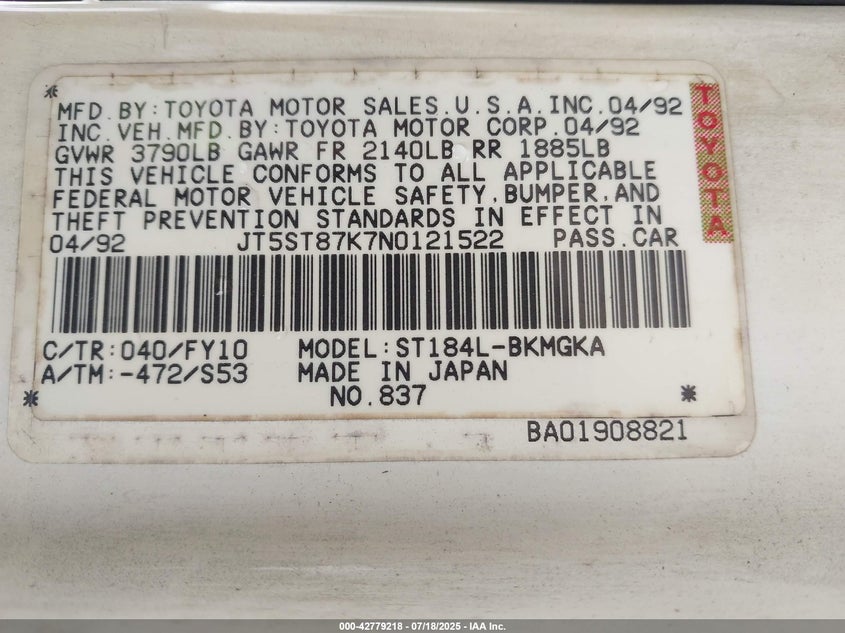 MFD.BY:TOYOTA MOTOR SALES.U.S.A.INC.04/92
INC.VEH.MFD.BY:TOYOTA MOTOR CORP.04/92
GVWR 3790LB GAWR FR 2140LB RR 1885LB
THIS VEHICLE CONFORMS TO ALL APPLICABLE
FEDERAL MOTOR VEHICLE SAFETY,BUMPER,AND
THEFT PREVENTION STANDARDS IN EFFECT IN
04/92 JT5ST87K7N0121522 PASS.CAR
TOYOTA
C/TR:040/FY10 MODEL:ST184L-BKMGKA
A/TM:-472/S53 MADE IN JAPAN
NO.837
BA01908821
000-42779218 - 07/18/2025 - IAA Inc.